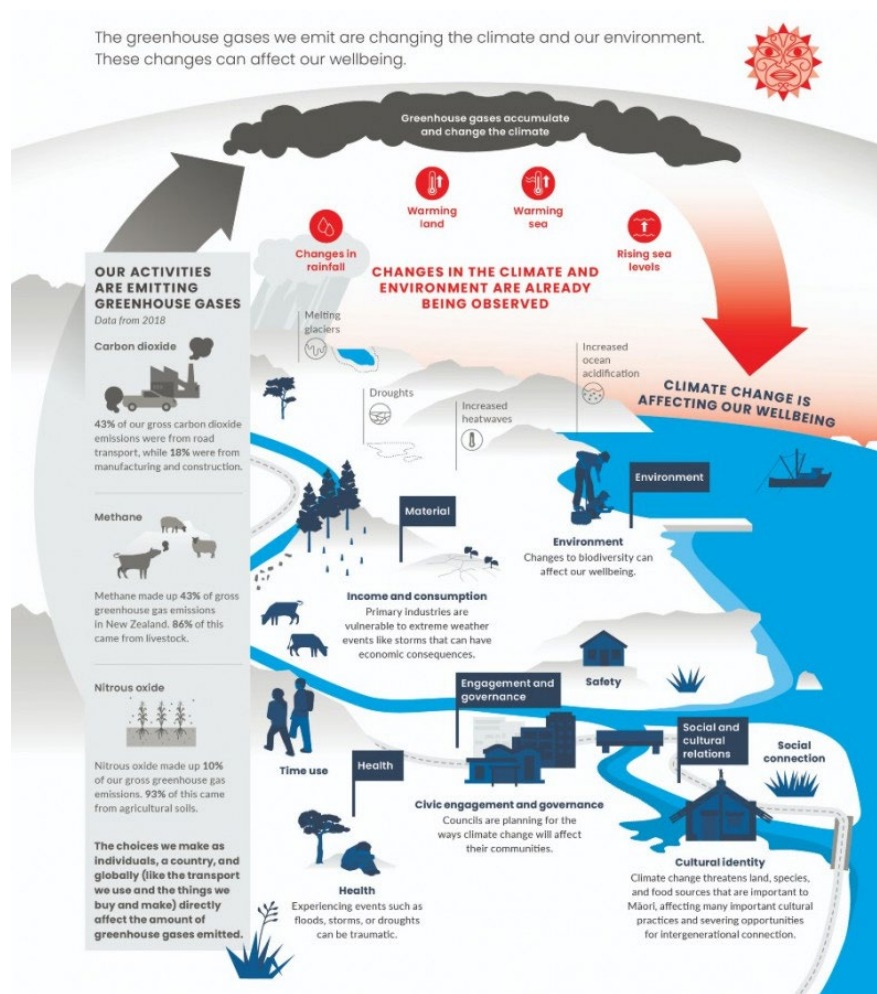 The greenhouse gases we emit are changing the climate and our environment.
These changes can affect our wellbeing.
Greenhouse gases accumulate
and change the climate
Warming
land
Warming
sea
Changes in
rainfall
Rising sea
levels
CHANGES IN THE CLIMATE AND
ENVIRONMENT ARE ALREADY
BEING OBSERVED
OUR ACTIVITIES
ARE EMITTING
GREENHOUSE GASES
Data from 2018
Carbon dioxide
43% of our gross carbon dioxide
emissions were from road
transport, while 18% were from
manufacturing and construction.
Methane
Methane made up 43% of gross
greenhouse gas emissions
in New Zealand. 86% of this
came from livestock.
Nitrous oxide
Nitrous oxide made up 10%
of our gross greenhouse gas
emissions. 93% of this came
from agricultural soils.
The choices we make as
individuals, a country, and
globally (like the transport
we use and the things we
buy and make) directly
affect the amount of
greenhouse gases emitted.
Melting
glaciers
Droughts
Increased
heatwaves
Increased
ocean
acidification
CLIMATE CHANGE IS
AFFECTING OUR WELLBEING
Material
Income and consumption
Primary industries are
vulnerable to extreme weather
events like storms that can have
economic consequences.
Environment
Environment
Changes to biodiversity can
affect our wellbeing.
Safety
Time use
Health
Health
Experiencing events such as
floods, storms, or droughts
can be traumatic.
Engagement and
governance
Civic engagement and governance
Councils are planning for the
ways climate change will affect
their communities.
Social and
cultural
relations
Social
connection
Cultural identity
Climate change threatens land, species,
and food sources that are important to
Māori, affecting many important cultural
practices and severing opportunities
for intergenerational connection.